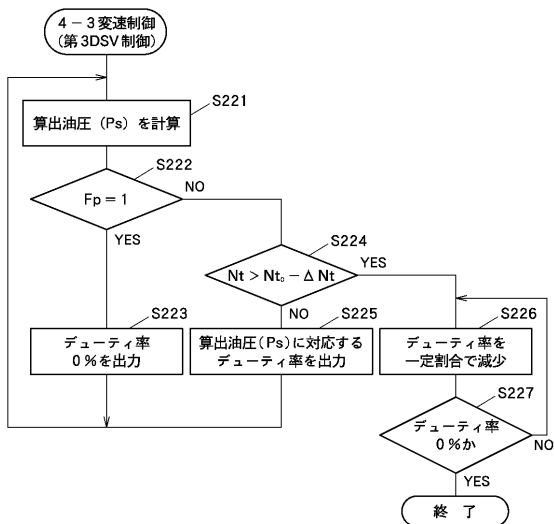 4－3変速制御
(第3DSV制御)
S221
算出油圧（Ps）を計算
S222
Fp＝1
NO
YES
S224
Nt＞Nt₀－ΔNt
YES
NO
S223
デューティ率
0％を出力
S225
算出油圧(Ps)に対応する
デューティ率を出力
S226
デューティ率を
一定割合で減少
S227
デューティ率
0％か
NO
YES
終 了